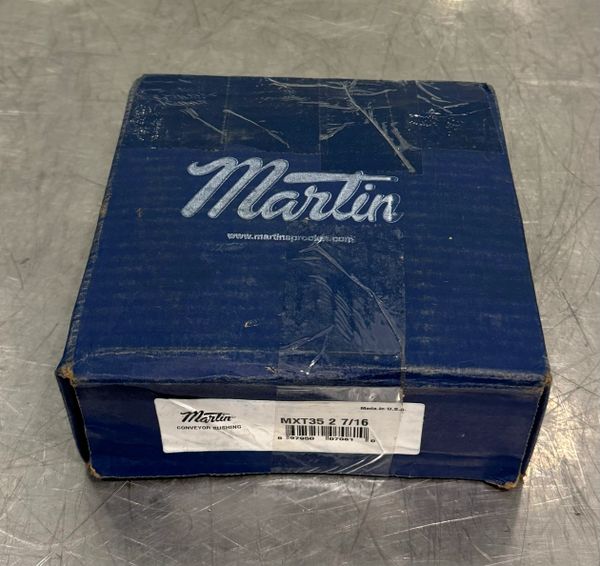 Martin
www.martinsprocket.com
Martin
CONVEYOR BUSHING
Made in U.S.A.
MXT35 2 7/16